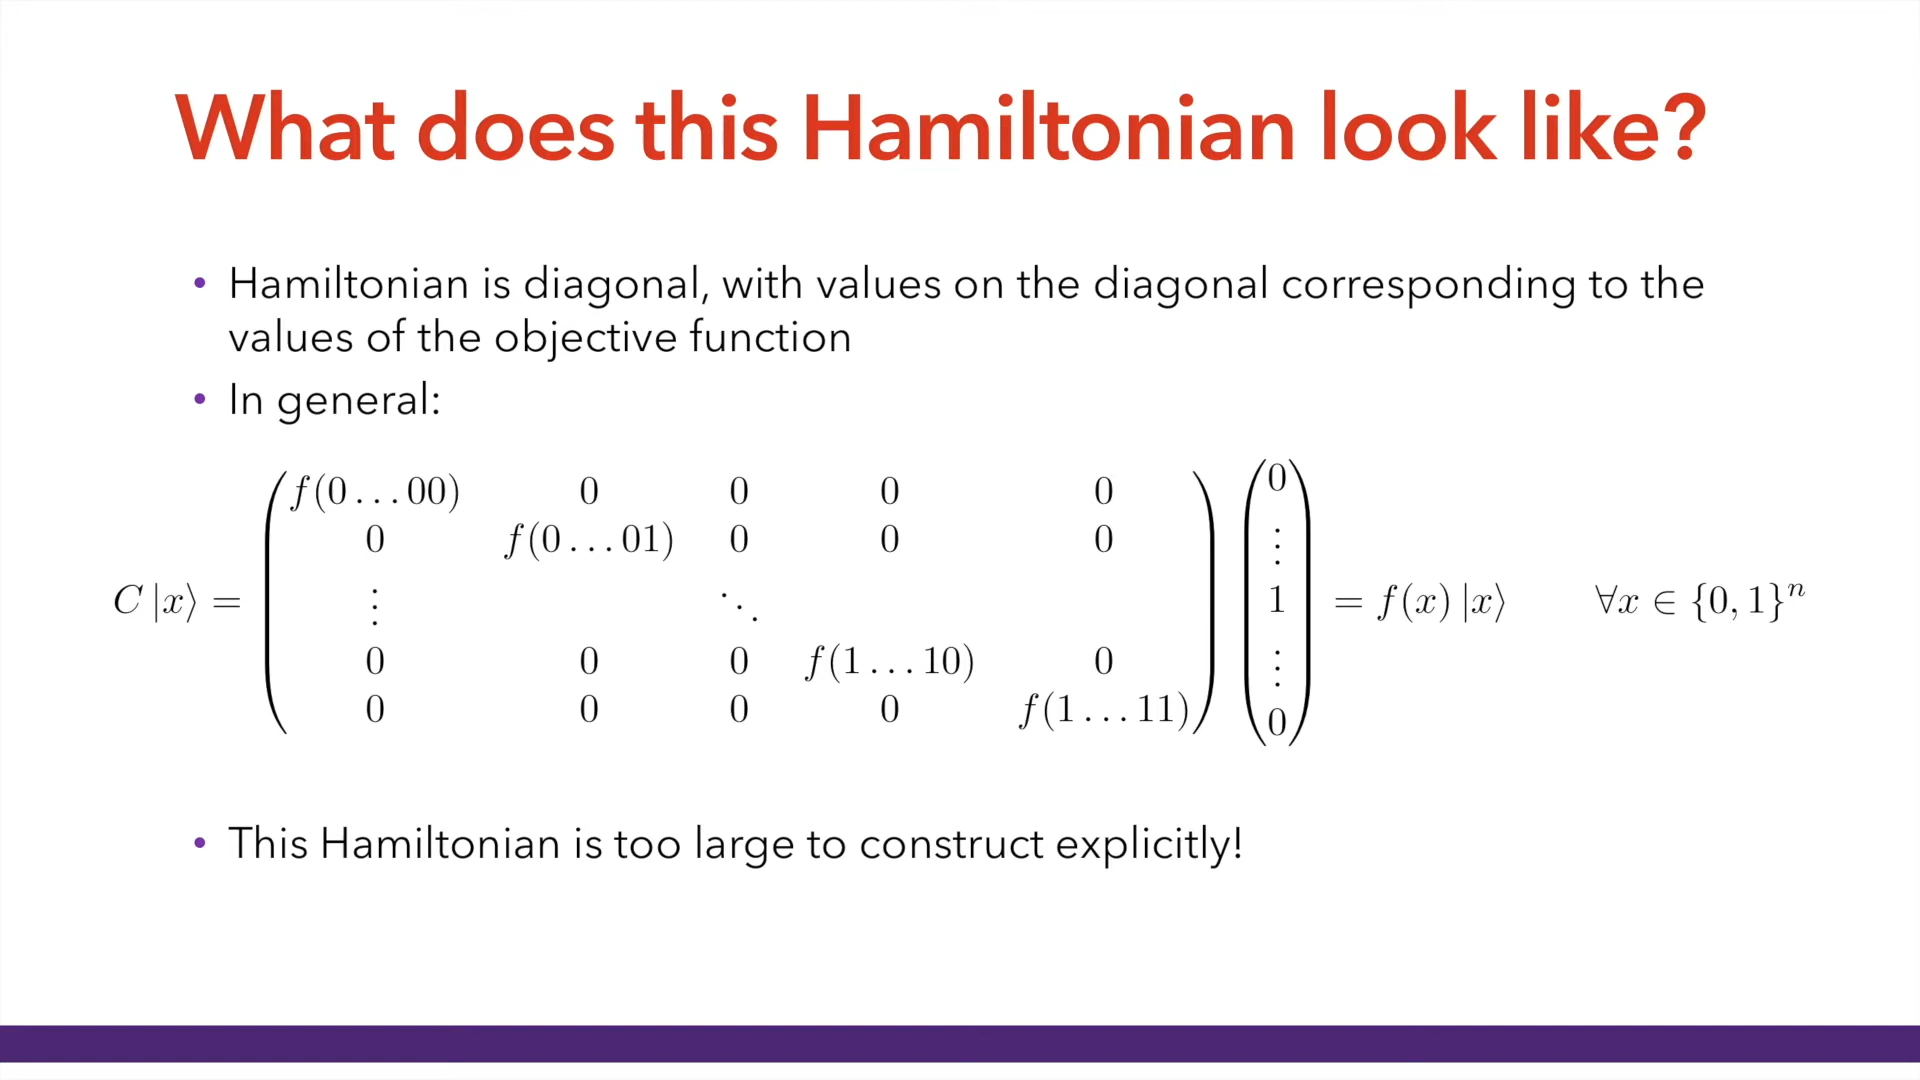 What does this Hamiltonian look like?
• Hamiltonian is diagonal, with values on the diagonal corresponding to the
values of the objective function
• In general:
f(0...00) 0 0 0 0
0 f(0...01) 0 0 0
C|x⟩ = ⋮ ⋱ = f(x)|x⟩ ∀x ∈ {0, 1}ⁿ
0 0 0 f(1...10) 0
0 0 0 0 f(1...11)
0
⋮
1
⋮
0
• This Hamiltonian is too large to construct explicitly!